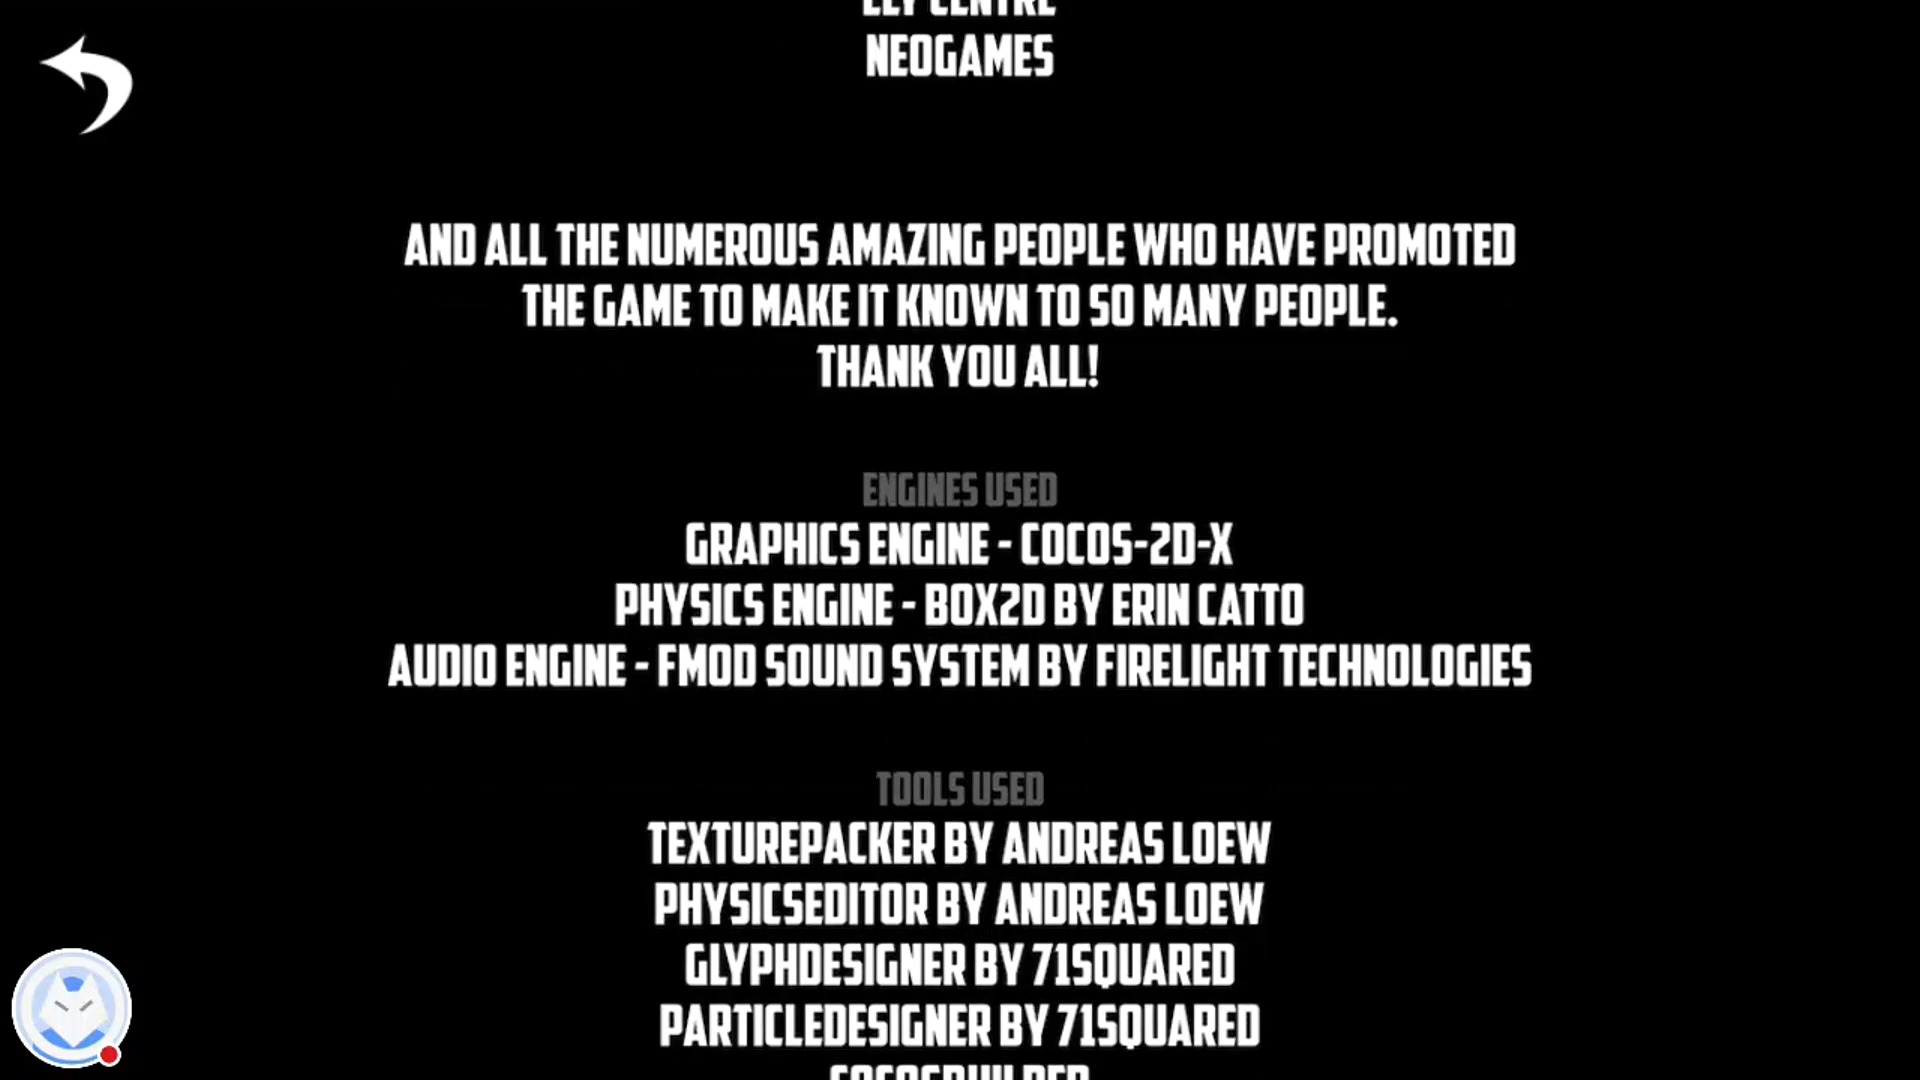 NEOGAMES
AND ALL THE NUMEROUS AMAZING PEOPLE WHO HAVE PROMOTED
THE GAME TO MAKE IT KNOWN TO SO MANY PEOPLE.
THANK YOU ALL!
ENGINES USED
GRAPHICS ENGINE - COCOS-2D-X
PHYSICS ENGINE - BOX2D BY ERIN CATTO
AUDIO ENGINE - FMOD SOUND SYSTEM BY FIRELIGHT TECHNOLOGIES
TOOLS USED
TEXTUREPACKER BY ANDREAS LOEW
PHYSICSEDITOR BY ANDREAS LOEW
GLYPHDESIGNER BY 71SQUARED
PARTICLEDESIGNER BY 71SQUARED